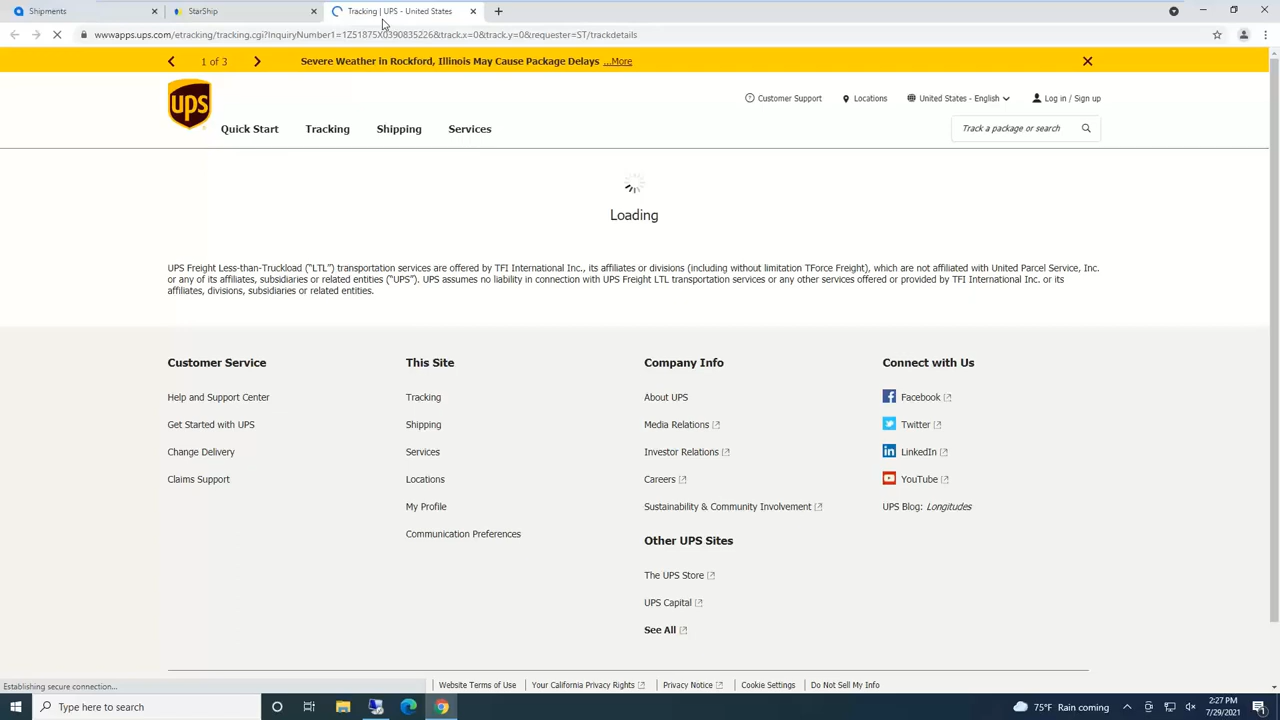 Shipments
StarShip
Tracking | UPS - United States
wwwapps.ups.com/etracking/tracking.cgi?InquiryNumber1=1Z51875X0390835226&track.x=0&track.y=0&requester=ST/trackdetails
1 of 3
Severe Weather in Rockford, Illinois May Cause Package Delays ...More
ups
Customer Support
Locations
United States - English
Log in / Sign up
Quick Start
Tracking
Shipping
Services
Track a package or search
Loading
UPS Freight Less-than-Truckload (“LTL”) transportation services are offered by TFI International Inc., its affiliates or divisions (including without limitation TForce Freight), which are not affiliated with United Parcel Service, Inc.
or any of its affiliates, subsidiaries or related entities (“UPS”). UPS assumes no liability in connection with UPS Freight LTL transportation services or any other services offered or provided by TFI International Inc. or its
affiliates, divisions, subsidiaries or related entities.
Customer Service
Help and Support Center
Get Started with UPS
Change Delivery
Claims Support
This Site
Tracking
Shipping
Services
Locations
My Profile
Communication Preferences
Company Info
About UPS
Media Relations
Investor Relations
Careers
Sustainability & Community Involvement
Other UPS Sites
The UPS Store
UPS Capital
See All
Connect with Us
Facebook
Twitter
LinkedIn
YouTube
UPS Blog: Longitudes
Establishing secure connection...
Website Terms of Use
Your California Privacy Rights
Privacy Notice
Cookie Settings
Do Not Sell My Info
Type here to search
75°F Rain coming
2:27 PM
7/29/2021